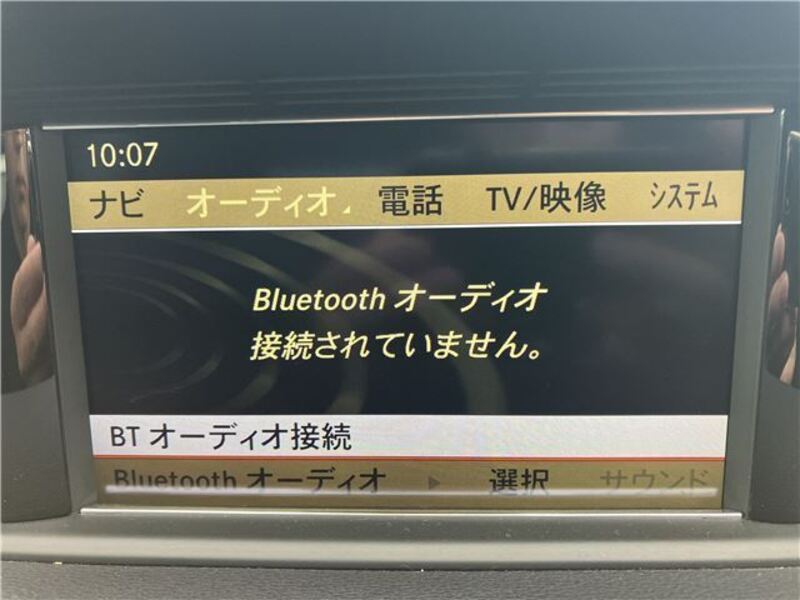 10:07
ナビ オーディオ 電話 TV/映像 システム
Bluetooth オーディオ
接続されていません。
BT オーディオ接続
Bluetooth オーディオ ▶ 選択 サウンド